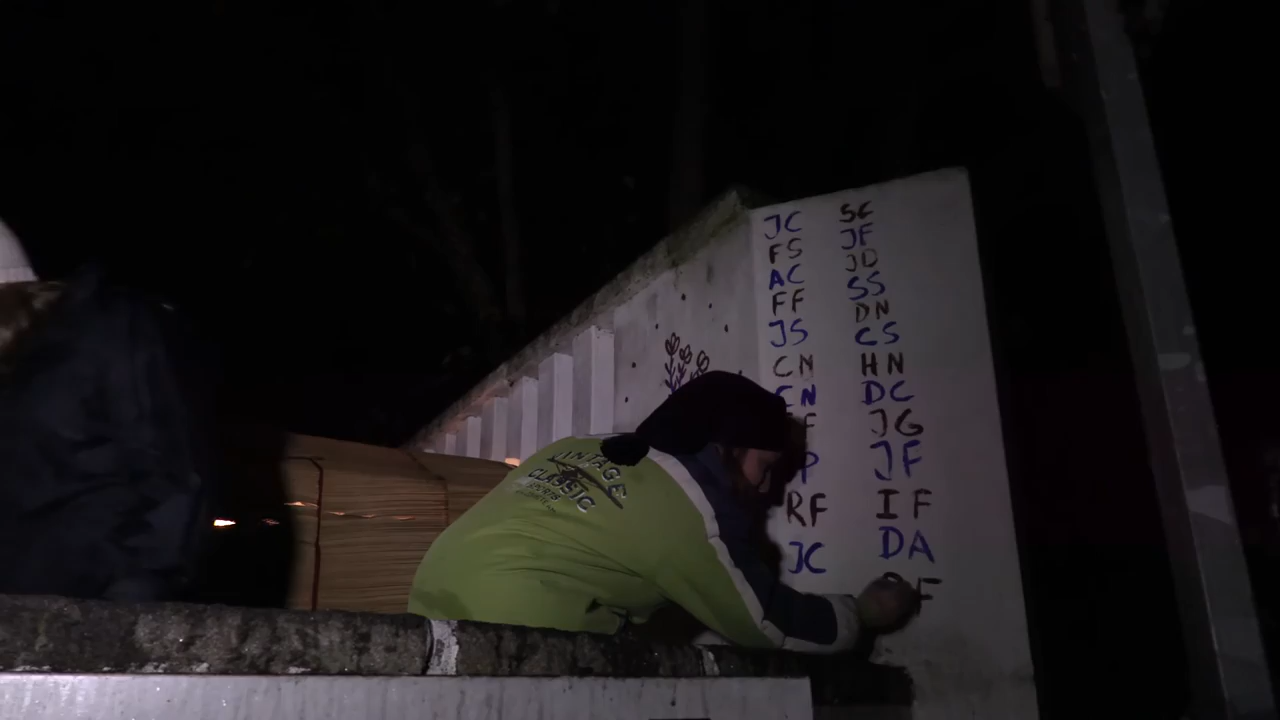 JC
FS
AC
FF
JS
CN
N
F
P
RF
JC
SC
JF
JD
SS
DN
CS
HN
DC
JG
JF
IF
DA
F
VINTAGE
CLASSIC
SPORTS